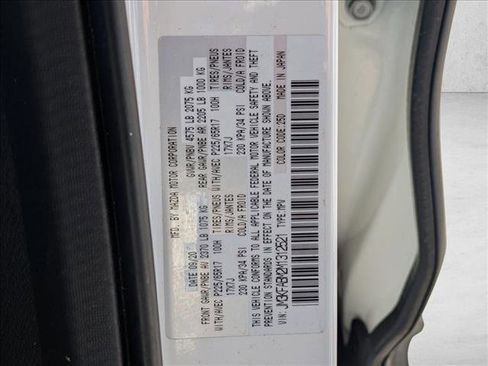 MFD. BY MAZDA MOTOR CORPORATION
DATE: 09/20 GVWR/PNBV 4575 LB 2075 KG
FRONT GAWR/PNBE AV 2370 LB 1075 KG REAR GAWR/PNBE AR 2205 LB 1000 KG
WITH/AVEC P225/65R17 100H TIRES/PNEUS WITH/AVEC P225/65R17 100H TIRES/PNEUS
17X7J RIMS/JANTES 17X7J RIMS/JANTES
230 KPA/34 PSI COLD/A FROID 230 KPA/34 PSI COLD/A FROID
THIS VEHICLE CONFORMS TO ALL APPLICABLE FEDERAL MOTOR VEHICLE SAFETY AND THEFT
PREVENTION STANDARDS IN EFFECT ON THE DATE OF MANUFACTURE SHOWN ABOVE.
VIN: TYPE:MPV COLOR CODE:25D MADE IN JAPAN